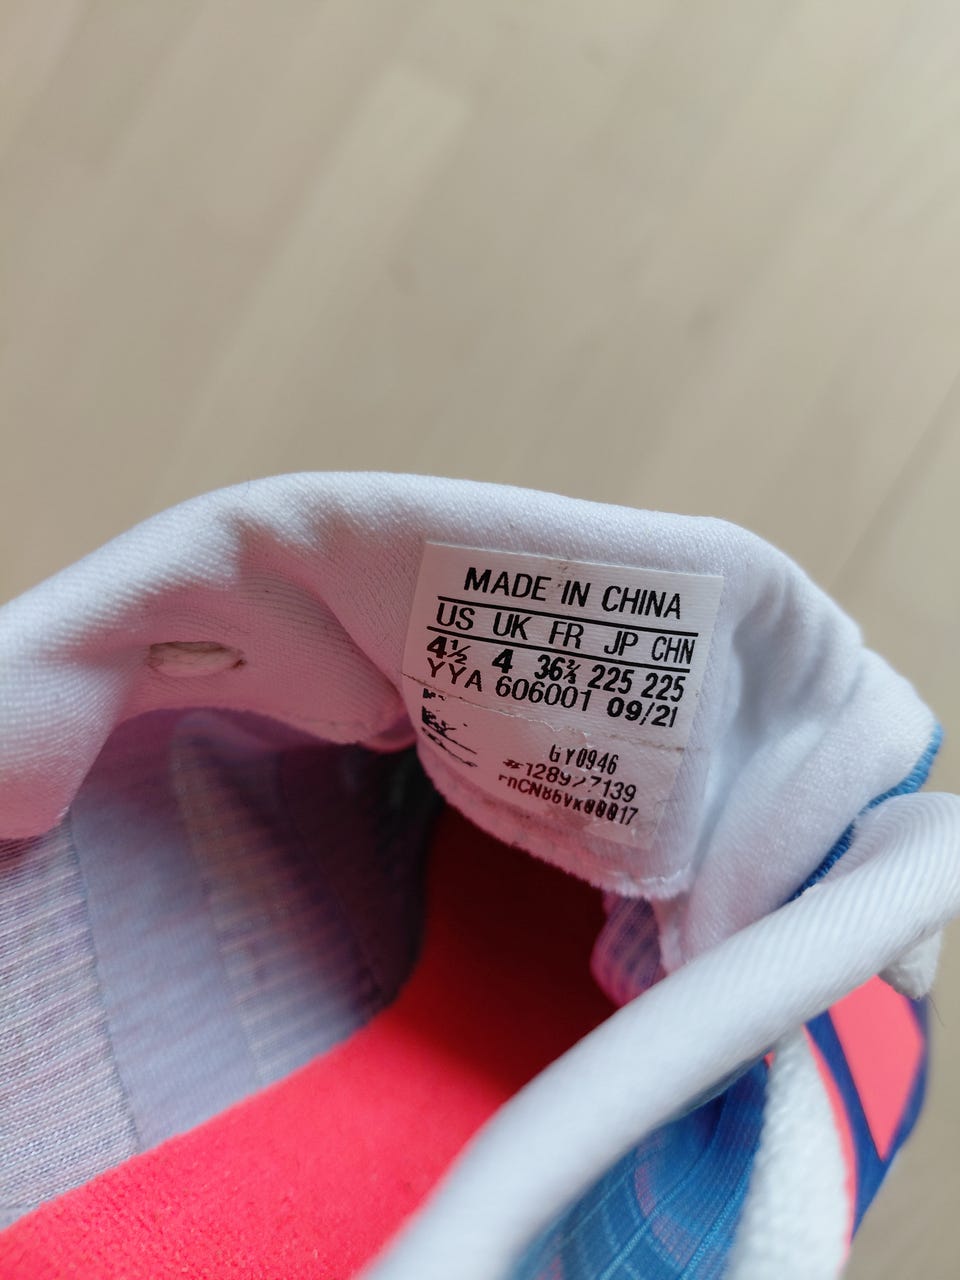 MADE IN CHINA
US UK FR JP CHN
4½ 4 36⅔ 225 225
YYA 606001 09/21
GY0946